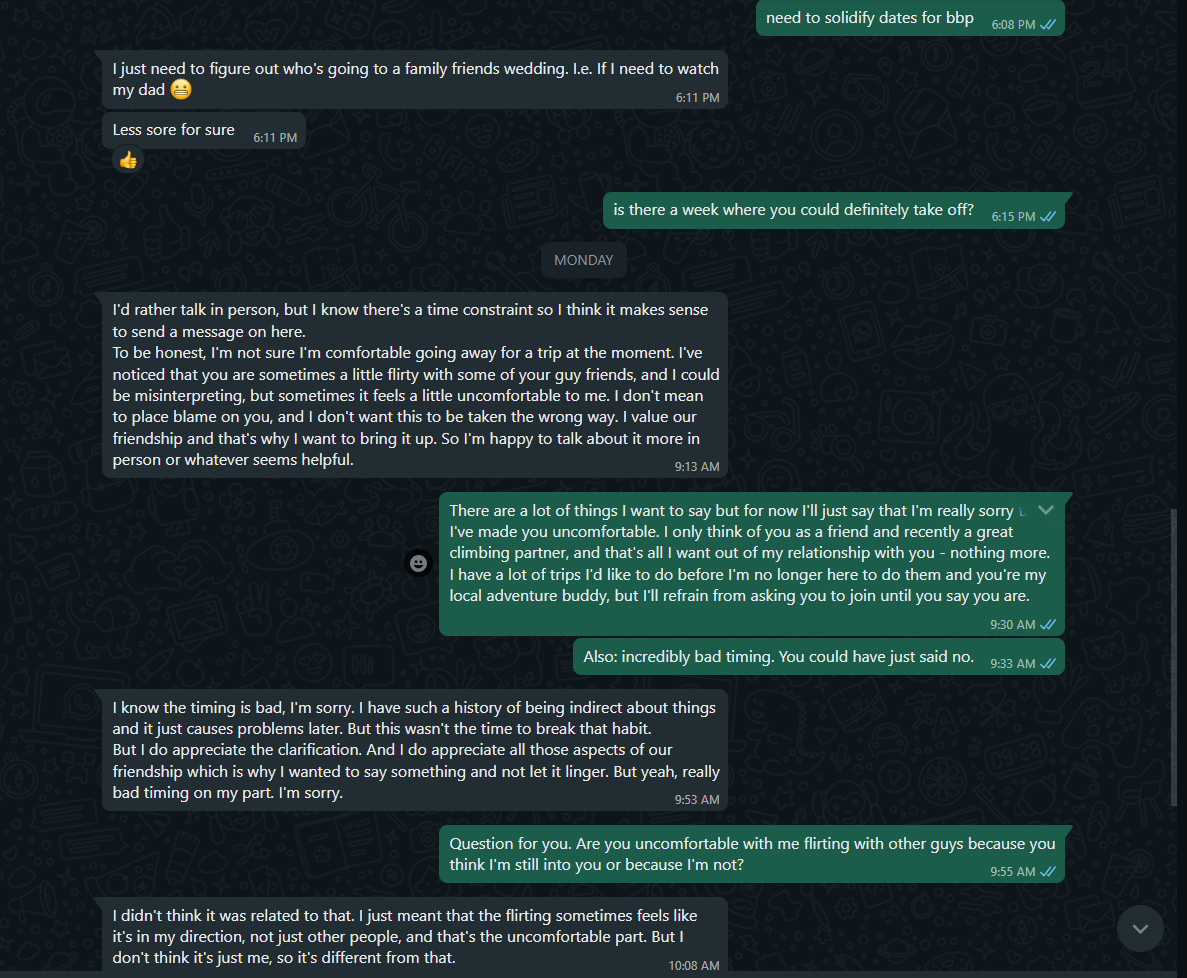 need to solidify dates for bbp
6:08 PM
I just need to figure out who's going to a family friends wedding. I.e. If I need to watch
my dad 😬
6:11 PM
Less sore for sure
6:11 PM
👍
is there a week where you could definitely take off?
6:15 PM
MONDAY
I'd rather talk in person, but I know there's a time constraint so I think it makes sense
to send a message on here.
To be honest, I'm not sure I'm comfortable going away for a trip at the moment. I've
noticed that you are sometimes a little flirty with some of your guy friends, and I could
be misinterpreting, but sometimes it feels a little uncomfortable to me. I don't mean
to place blame on you, and I don't want this to be taken the wrong way. I value our
friendship and that's why I want to bring it up. So I'm happy to talk about it more in
person or whatever seems helpful.
9:13 AM
There are a lot of things I want to say but for now I'll just say that I'm really sorry
I've made you uncomfortable. I only think of you as a friend and recently a great
climbing partner, and that's all I want out of my relationship with you - nothing more.
I have a lot of trips I'd like to do before I'm no longer here to do them and you're my
local adventure buddy, but I'll refrain from asking you to join until you say you are.
9:30 AM
Also: incredibly bad timing. You could have just said no.
9:33 AM
I know the timing is bad, I'm sorry. I have such a history of being indirect about things
and it just causes problems later. But this wasn't the time to break that habit.
But I do appreciate the clarification. And I do appreciate all those aspects of our
friendship which is why I wanted to say something and not let it linger. But yeah, really
bad timing on my part. I'm sorry.
9:53 AM
Question for you. Are you uncomfortable with me flirting with other guys because you
think I'm still into you or because I'm not?
9:55 AM
I didn't think it was related to that. I just meant that the flirting sometimes feels like
it's in my direction, not just other people, and that's the uncomfortable part. But I
don't think it's just me, so it's different from that.
10:08 AM